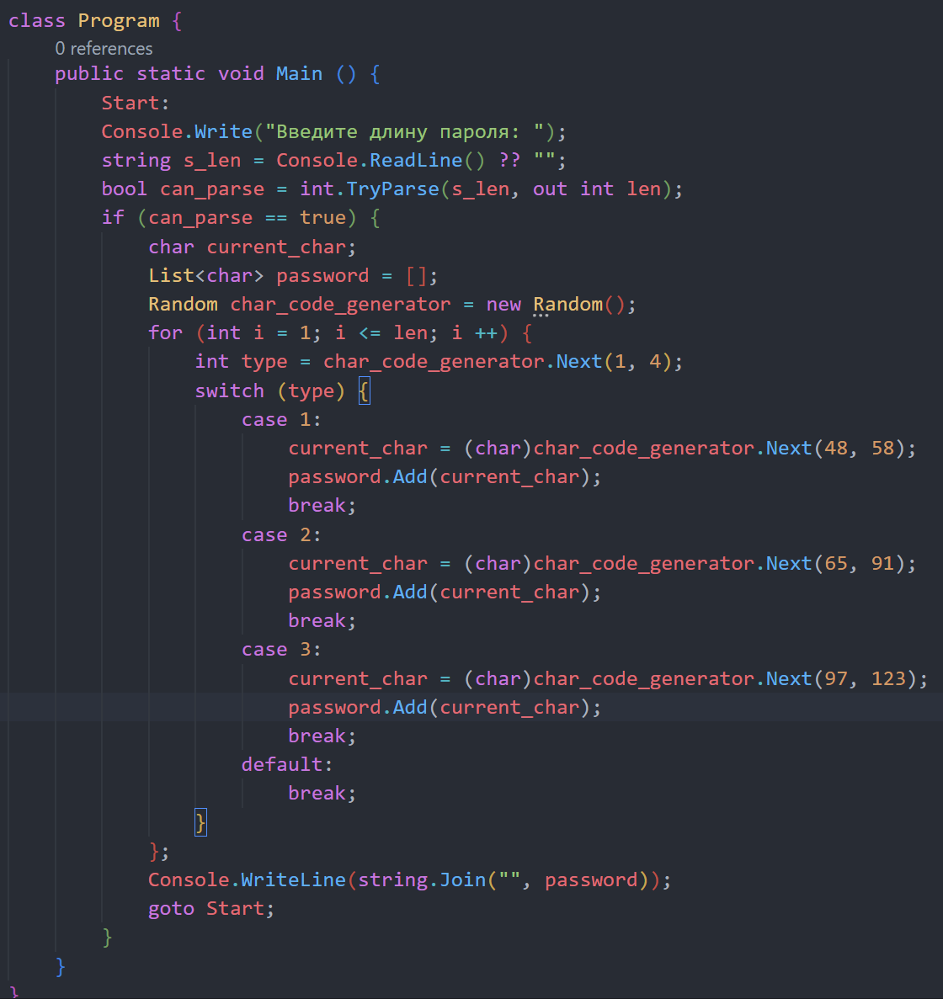 class Program {
0 references
public static void Main () {
Start:
Console.Write("Введите длину пароля: ");
string s_len = Console.ReadLine() ?? "";
bool can_parse = int.TryParse(s_len, out int len);
if (can_parse == true) {
char current_char;
List<char> password = [];
Random char_code_generator = new Random();
for (int i = 1; i <= len; i ++) {
int type = char_code_generator.Next(1, 4);
switch (type) {
case 1:
current_char = (char)char_code_generator.Next(48, 58);
password.Add(current_char);
break;
case 2:
current_char = (char)char_code_generator.Next(65, 91);
password.Add(current_char);
break;
case 3:
current_char = (char)char_code_generator.Next(97, 123);
password.Add(current_char);
break;
default:
break;
}
};
Console.WriteLine(string.Join("", password));
goto Start;
}
}
}